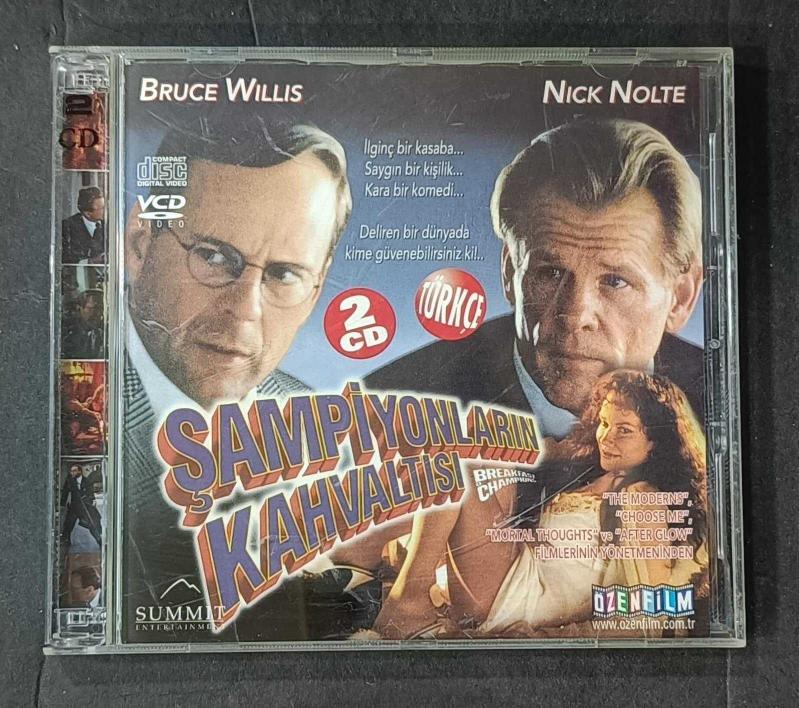 BRUCE WILLIS
NICK NOLTE
2
CD
COMPACT
disc
DIGITAL VIDEO
VCD
VIDEO
İlginç bir kasaba...
Saygın bir kişilik...
Kara bir komedi...
Deliren bir dünyada
kime güvenebilirsiniz ki!..
2
CD
TÜRKÇE
ŞAMPİYONLARIN
KAHVALTISI
BREAKFAST
CHAMPIONS
"THE MODERNS",
"CHOOSE ME",
"MORTAL THOUGHTS" ve "AFTER GLOW"
FİLMLERİNİN YÖNETMENİNDEN
SUMMIT
ENTERTAINMENT
ÖZENFİLM
www.ozenfilm.com.tr